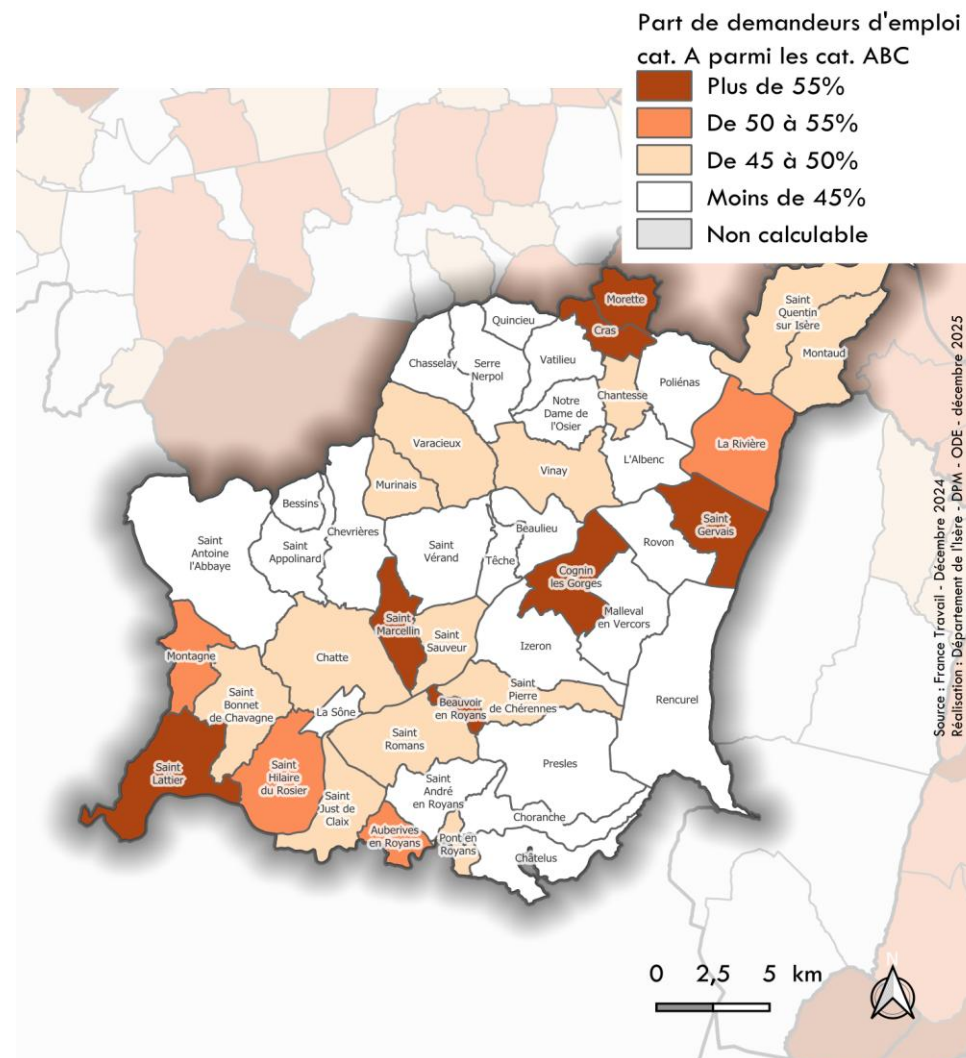 Part de demandeurs d'emploi
cat. A parmi les cat. ABC
Plus de 55%
De 50 à 55%
De 45 à 50%
Moins de 45%
Non calculable
Morette
Saint
Quentin
sur Isère
Quincieu
Cras
Montaud
Chasselay
Serre
Nerpol
Vatilieu
Poliénas
Chantesse
Notre
Dame de
l'Osier
Varacieux
La Rivière
L'Albenc
Vinay
Murinais
Bessins
Chevrières
Saint
Gervais
Beaulieu
Saint
Antoine
l'Abbaye
Saint
Appolinard
Saint
Vérand
Rovon
Têche
Cognin
les Gorges
Malleval
en Vercors
Saint
Marcellin
Saint
Sauveur
Izeron
Montagne
Chatte
Saint
Bonnet
de Chavagne
Saint
Pierre
de Chérennes
Rencurel
Beauvoir
en Royans
La Sône
Saint
Romans
Saint
Lattier
Saint
Hilaire
du Rosier
Presles
Saint
Just de
Claix
Saint
André
en Royans
Choranche
Auberives
en Royans
Pont en
Royans
Châtelus
Source : France Travail - Décembre 2024
Réalisation : Département de l'Isère - DPM - ODE - décembre 2025
0 2,5 5 km
N